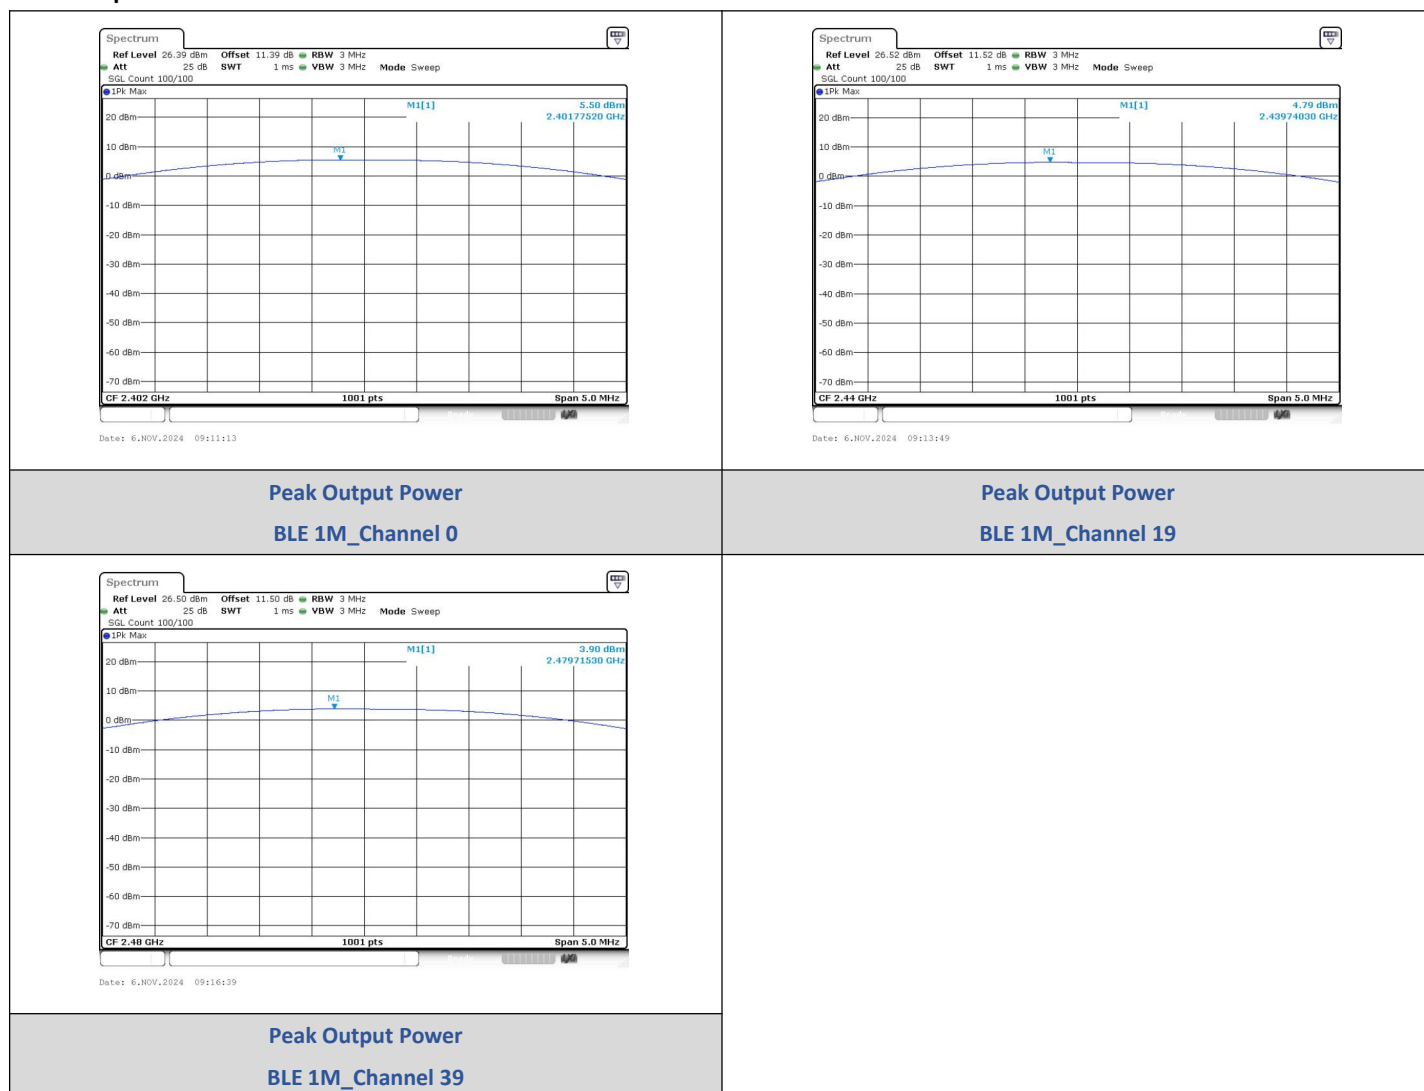 Spectrum
Ref Level 26.39 dBm Offset 11.39 dB RBW 3 MHz
Att 25 dB SWT 1 ms VBW 3 MHz Mode Sweep
SGL Count 100/100
1Pk Max
M1[1] 5.50 dBm
2.40177520 GHz
20 dBm
10 dBm
M1
0 dBm
-10 dBm
-20 dBm
-30 dBm
-40 dBm
-50 dBm
-60 dBm
-70 dBm
CF 2.402 GHz 1001 pts Span 5.0 MHz
Date: 6.NOV.2024 09:11:13
Peak Output Power
BLE 1M_Channel 0
Spectrum
Ref Level 26.52 dBm Offset 11.52 dB RBW 3 MHz
Att 25 dB SWT 1 ms VBW 3 MHz Mode Sweep
SGL Count 100/100
1Pk Max
M1[1] 4.79 dBm
2.43974030 GHz
20 dBm
10 dBm
M1
0 dBm
-10 dBm
-20 dBm
-30 dBm
-40 dBm
-50 dBm
-60 dBm
-70 dBm
CF 2.44 GHz 1001 pts Span 5.0 MHz
Date: 6.NOV.2024 09:13:49
Peak Output Power
BLE 1M_Channel 19
Spectrum
Ref Level 26.50 dBm Offset 11.50 dB RBW 3 MHz
Att 25 dB SWT 1 ms VBW 3 MHz Mode Sweep
SGL Count 100/100
1Pk Max
M1[1] 3.90 dBm
2.47971530 GHz
20 dBm
10 dBm
M1
0 dBm
-10 dBm
-20 dBm
-30 dBm
-40 dBm
-50 dBm
-60 dBm
-70 dBm
CF 2.48 GHz 1001 pts Span 5.0 MHz
Date: 6.NOV.2024 09:16:39
Peak Output Power
BLE 1M_Channel 39